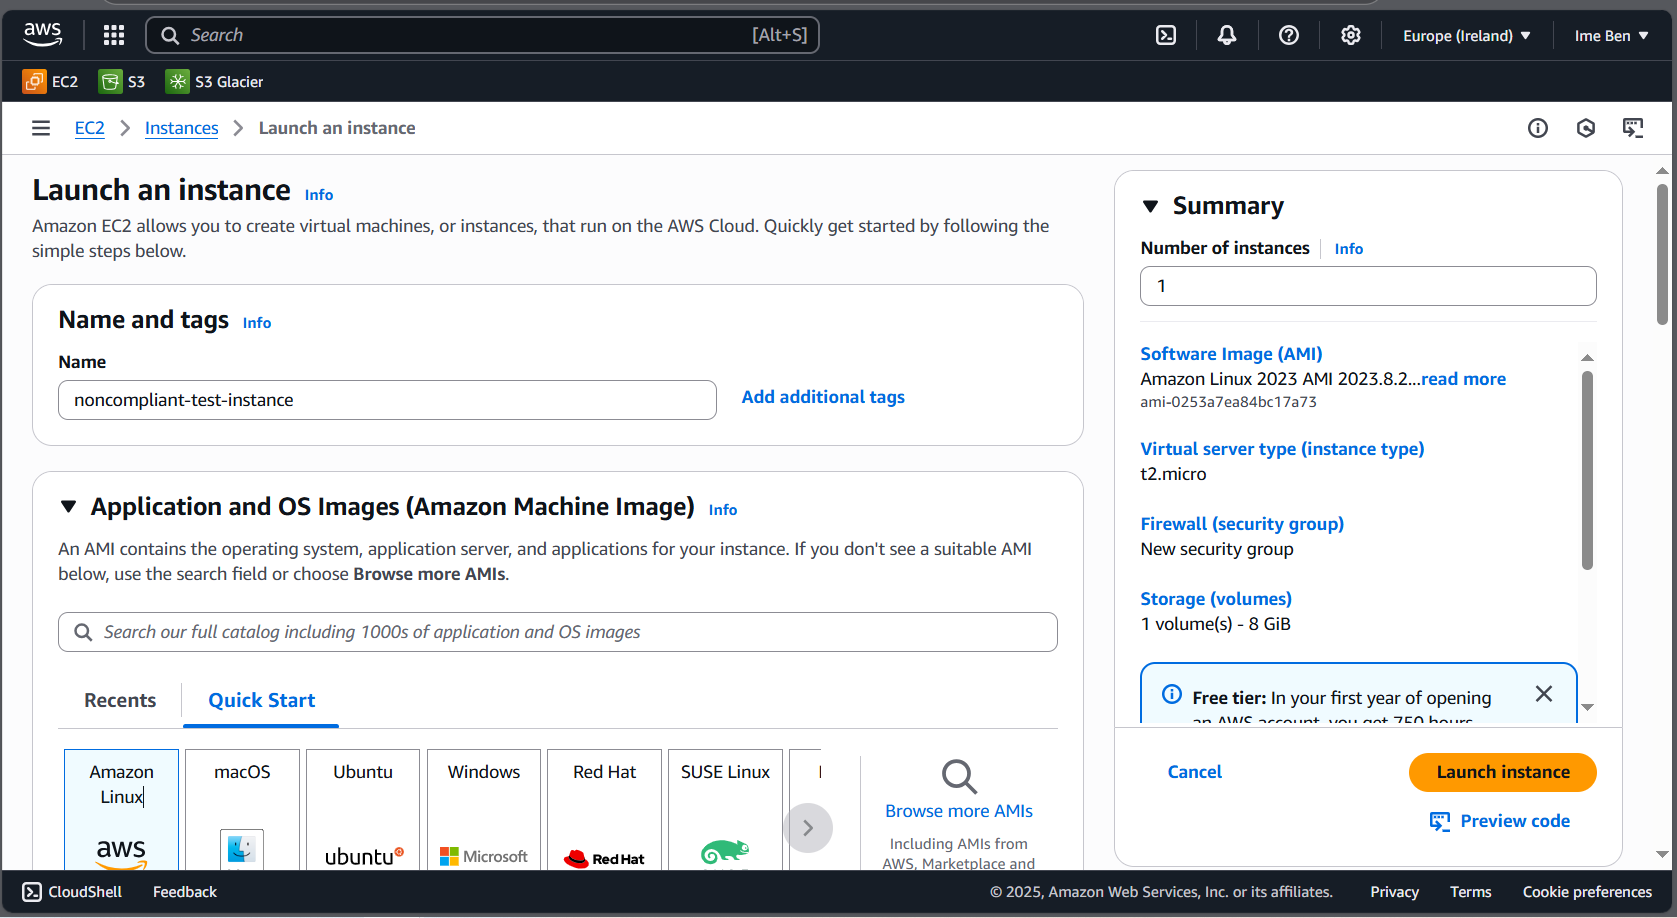 aws
Search [Alt+S]
Europe (Ireland)
Ime Ben
EC2
S3
S3 Glacier
EC2
Instances
Launch an instance
Launch an instance Info
Amazon EC2 allows you to create virtual machines, or instances, that run on the AWS Cloud. Quickly get started by following the
simple steps below.
Name and tags Info
Name
noncompliant-test-instance
Add additional tags
Application and OS Images (Amazon Machine Image) Info
An AMI contains the operating system, application server, and applications for your instance. If you don't see a suitable AMI
below, use the search field or choose Browse more AMIs.
Search our full catalog including 1000s of application and OS images
Recents
Quick Start
Amazon
Linux
aws
macOS
Ubuntu
ubuntu
Windows
Microsoft
Red Hat
Red Hat
SUSE Linux
Browse more AMIs
Including AMIs from
AWS, Marketplace and
Summary
Number of instances Info
1
Software Image (AMI)
Amazon Linux 2023 AMI 2023.8.2...read more
ami-0253a7ea84bc17a73
Virtual server type (instance type)
t2.micro
Firewall (security group)
New security group
Storage (volumes)
1 volume(s) - 8 GiB
Free tier: In your first year of opening
an AWS account, you get 750 hours
Cancel
Launch instance
Preview code
CloudShell
Feedback
© 2025, Amazon Web Services, Inc. or its affiliates.
Privacy
Terms
Cookie preferences